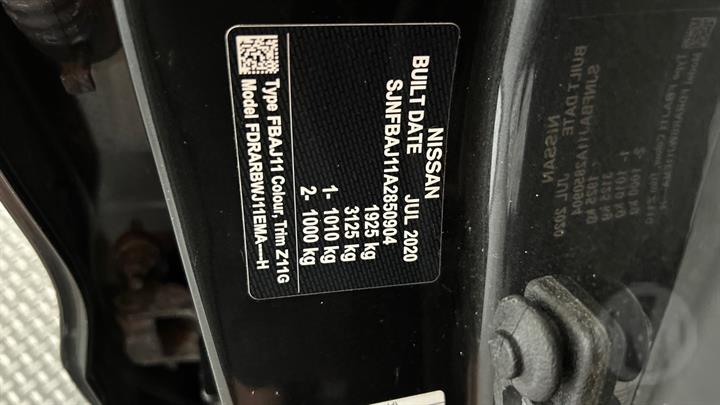 NISSAN
BUILT DATE JUL 2020
SJNFBAJ11A2850904
1925 kg
3125 kg
1- 1010 kg
2- 1000 kg
Type FBAJ11 Colour, Trim Z11G
Model FDRARBWJ11EMA----H